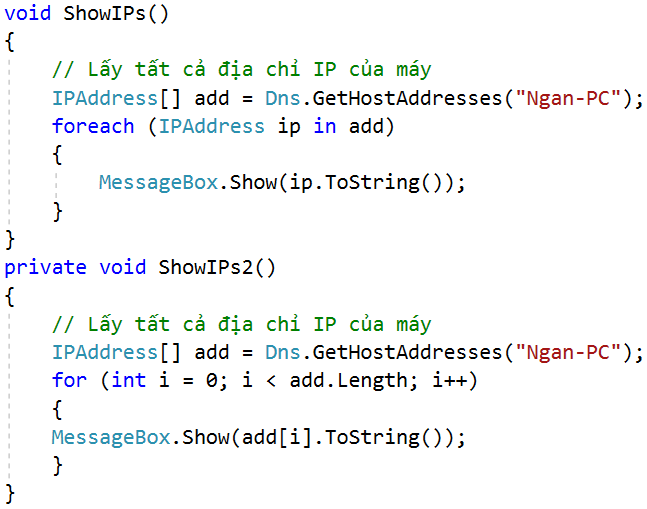 void ShowIPs()
{
    // Lấy tất cả địa chỉ IP của máy
    IPAddress[] add = Dns.GetHostAddresses("Ngan-PC");
    foreach (IPAddress ip in add)
    {
        MessageBox.Show(ip.ToString());
    }
}
private void ShowIPs2()
{
    // Lấy tất cả địa chỉ IP của máy
    IPAddress[] add = Dns.GetHostAddresses("Ngan-PC");
    for (int i = 0; i < add.Length; i++)
    {
    MessageBox.Show(add[i].ToString());
    }
}